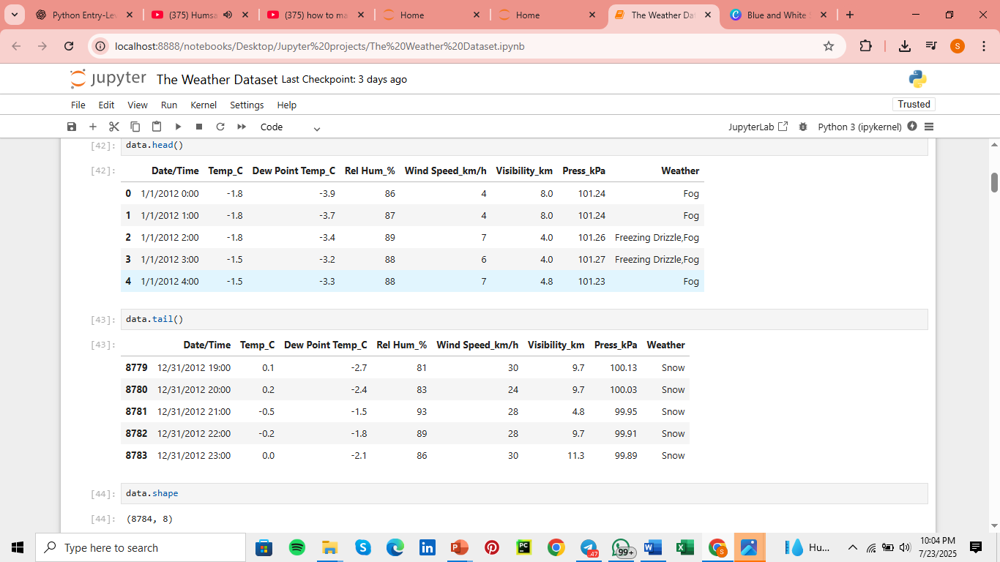 Python Entry-Lev
(375) Humsa
(375) how to ma
Home
Home
The Weather Dat
Blue and White S
localhost:8888/notebooks/Desktop/Jupyter%20projects/The%20Weather%20Dataset.ipynb
S
jupyter The Weather Dataset Last Checkpoint: 3 days ago
File Edit View Run Kernel Settings Help
Trusted
Code
JupyterLab Python 3 (ipykernel)
[42]: data.head()
[42]: Date/Time Temp_C Dew Point Temp_C Rel Hum_% Wind Speed_km/h Visibility_km Press_kPa Weather
0 1/1/2012 0:00 -1.8 -3.9 86 4 8.0 101.24 Fog
1 1/1/2012 1:00 -1.8 -3.7 87 4 8.0 101.24 Fog
2 1/1/2012 2:00 -1.8 -3.4 89 7 4.0 101.26 Freezing Drizzle,Fog
3 1/1/2012 3:00 -1.5 -3.2 88 6 4.0 101.27 Freezing Drizzle,Fog
4 1/1/2012 4:00 -1.5 -3.3 88 7 4.8 101.23 Fog
[43]: data.tail()
[43]: Date/Time Temp_C Dew Point Temp_C Rel Hum_% Wind Speed_km/h Visibility_km Press_kPa Weather
8779 12/31/2012 19:00 0.1 -2.7 81 30 9.7 100.13 Snow
8780 12/31/2012 20:00 0.2 -2.4 83 24 9.7 100.03 Snow
8781 12/31/2012 21:00 -0.5 -1.5 93 28 4.8 99.95 Snow
8782 12/31/2012 22:00 -0.2 -1.8 89 28 9.7 99.91 Snow
8783 12/31/2012 23:00 0.0 -2.1 86 30 11.3 99.89 Snow
[44]: data.shape
[44]: (8784, 8)
Type here to search
99+
47
Hu...
10:04 PM
7/23/2025